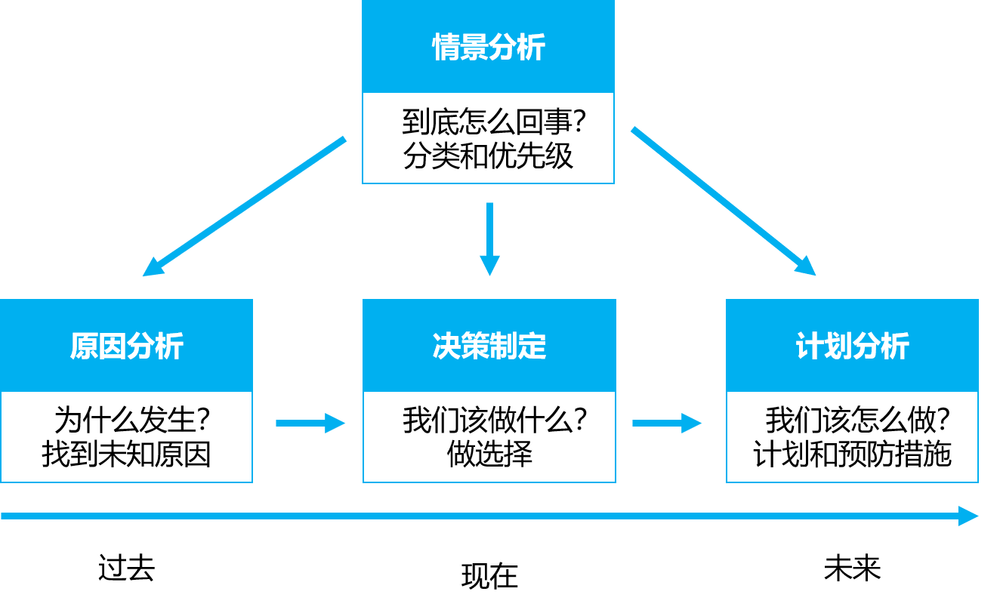 情景分析
到底怎么回事?
分类和优先级
原因分析
为什么发生?
找到未知原因
决策制定
我们该做什么?
做选择
计划分析
我们该怎么做?
计划和预防措施
过去
现在
未来